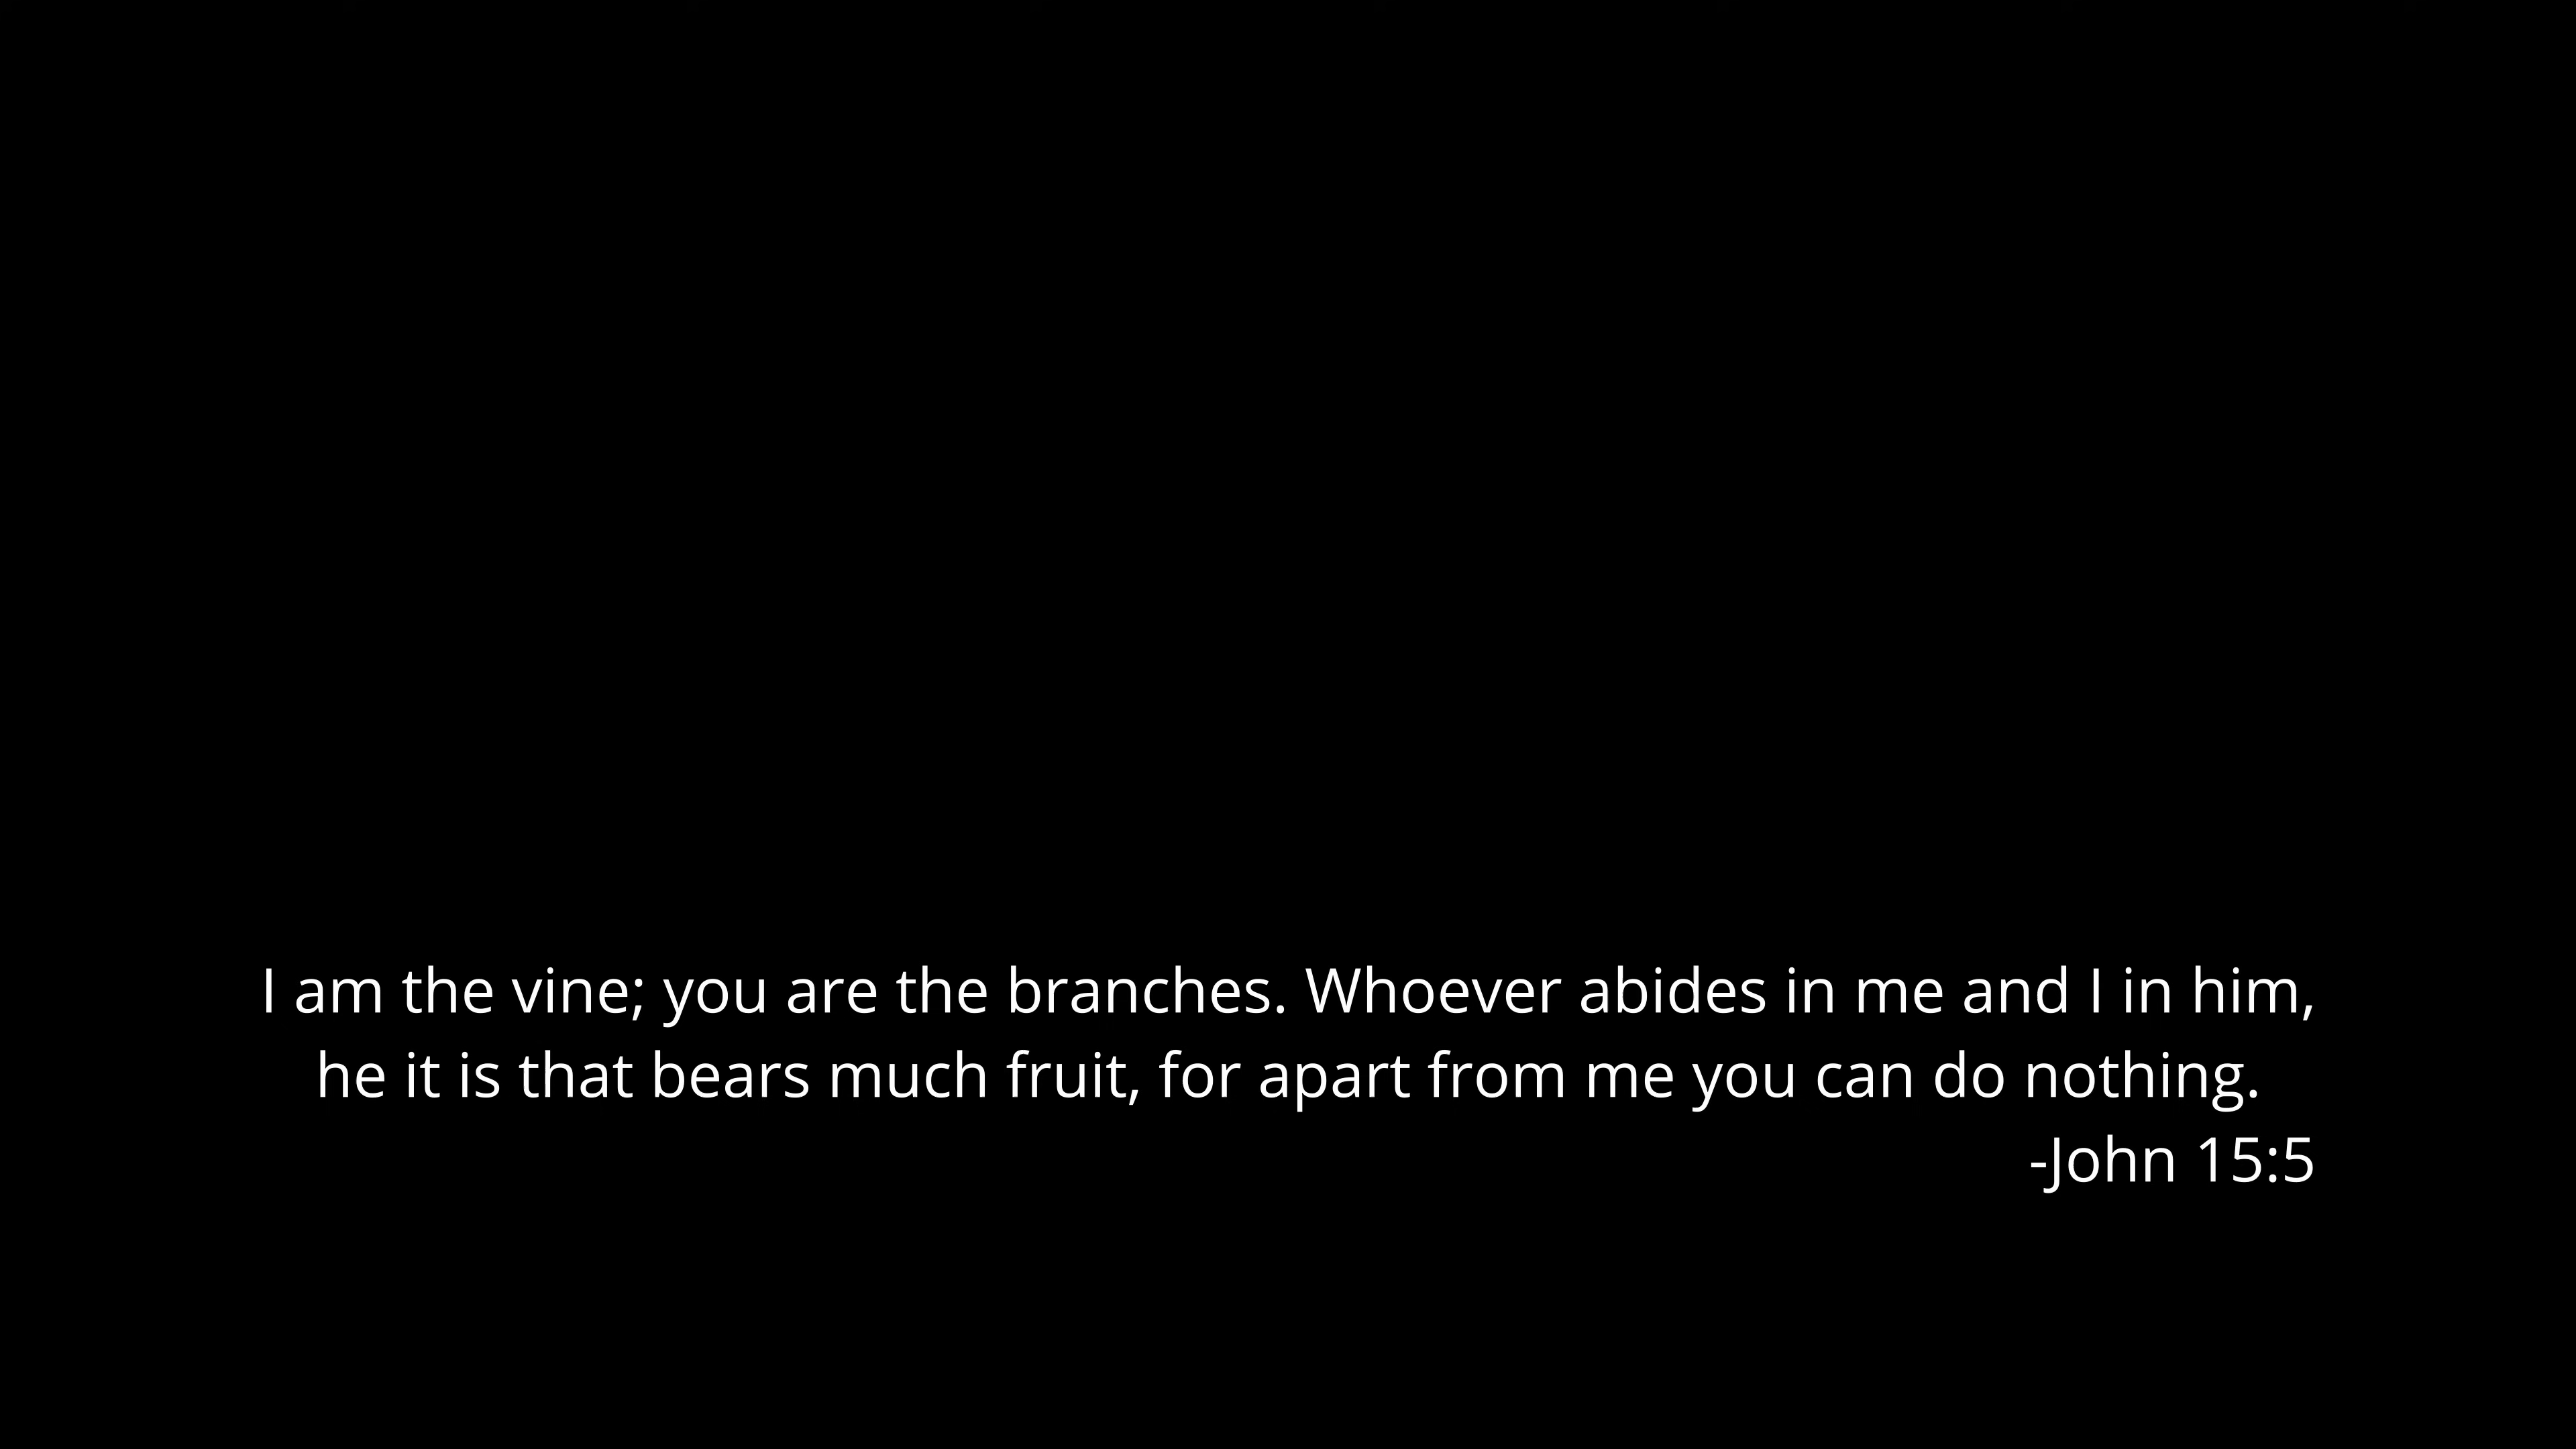 I am the vine; you are the branches. Whoever abides in me and I in him,
he it is that bears much fruit, for apart from me you can do nothing.
-John 15:5